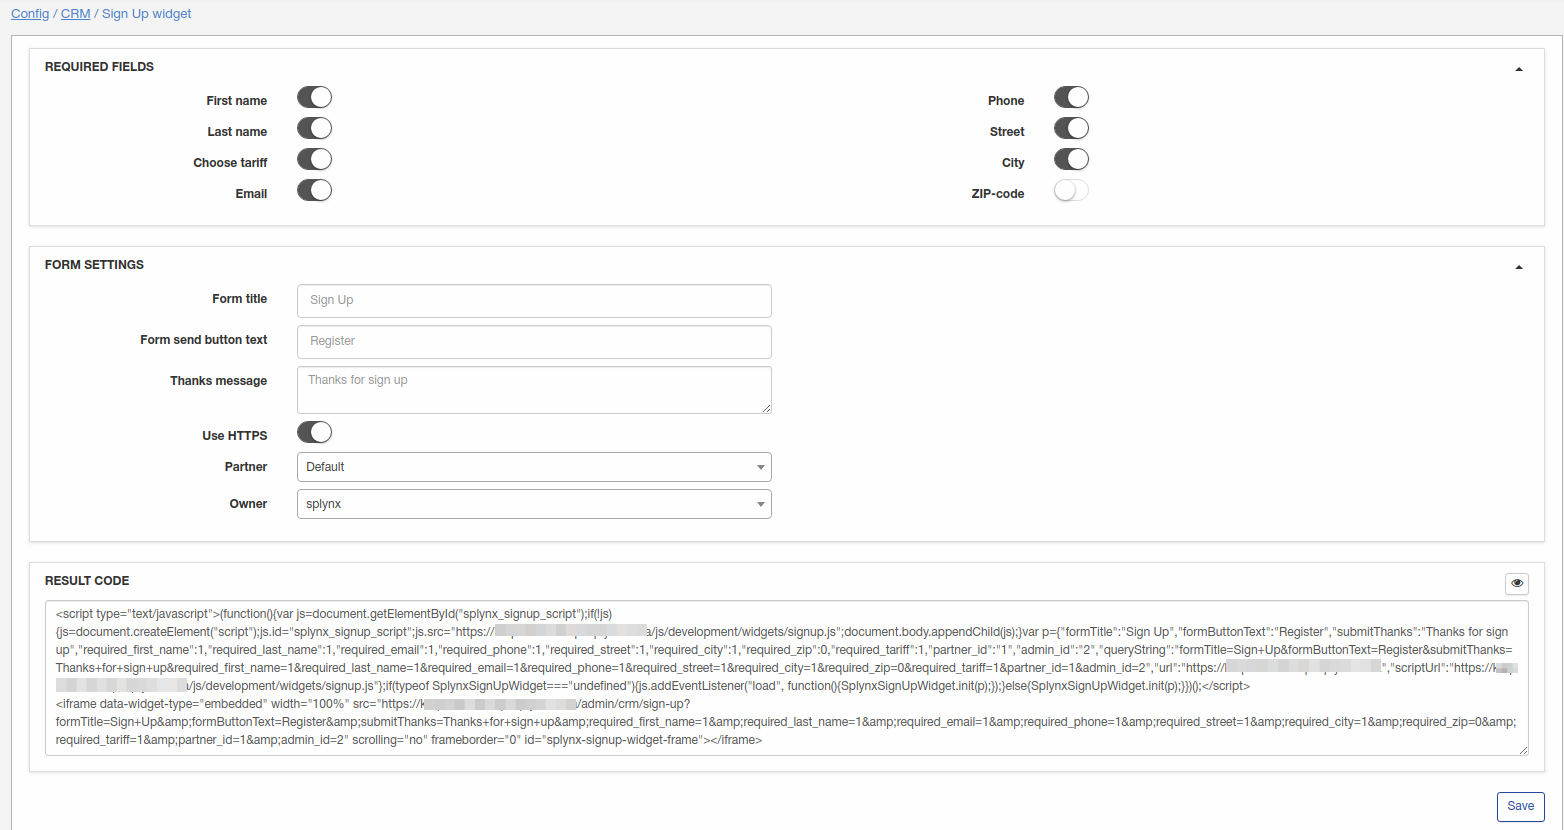 Config / CRM / Sign Up widget
REQUIRED FIELDS
First name
Phone
Last name
Street
Choose tariff
City
Email
ZIP-code
FORM SETTINGS
Form title
Sign Up
Form send button text
Register
Thanks message
Thanks for sign up
Use HTTPS
Partner
Default
Owner
splynx
RESULT CODE
<script type="text/javascript">(function(){var js=document.getElementById("splynx_signup_script");if(!js)
{js=document.createElement("script");js.id="splynx_signup_script";js.src="https:// a/js/development/widgets/signup.js";document.body.appendChild(js);}var p={"formTitle":"Sign Up","formButtonText":"Register","submitThanks":"Thanks for sign
up","required_first_name":1,"required_last_name":1,"required_email":1,"required_phone":1,"required_street":1,"required_city":1,"required_zip":0,"required_tariff":1,"partner_id":"1","admin_id":"2","queryString":"formTitle=Sign+Up&formButtonText=Register&submitThanks=
Thanks+for+sign+up&required_first_name=1&required_last_name=1&required_email=1&required_phone=1&required_street=1&required_city=1&required_zip=0&required_tariff=1&partner_id=1&admin_id=2","url":"https:// ","scriptUrl":"https://
/js/development/widgets/signup.js"};if(typeof SplynxSignUpWidget==="undefined"){js.addEventListener("load", function(){SplynxSignUpWidget.init(p);});}else{SplynxSignUpWidget.init(p);}})();</script>
<iframe data-widget-type="embedded" width="100%" src="https:// /admin/crm/sign-up?
formTitle=Sign+Up&amp;formButtonText=Register&amp;submitThanks=Thanks+for+sign+up&amp;required_first_name=1&amp;required_last_name=1&amp;required_email=1&amp;required_phone=1&amp;required_street=1&amp;required_city=1&amp;required_zip=0&amp;
required_tariff=1&amp;partner_id=1&amp;admin_id=2" scrolling="no" frameborder="0" id="splynx-signup-widget-frame"></iframe>
Save